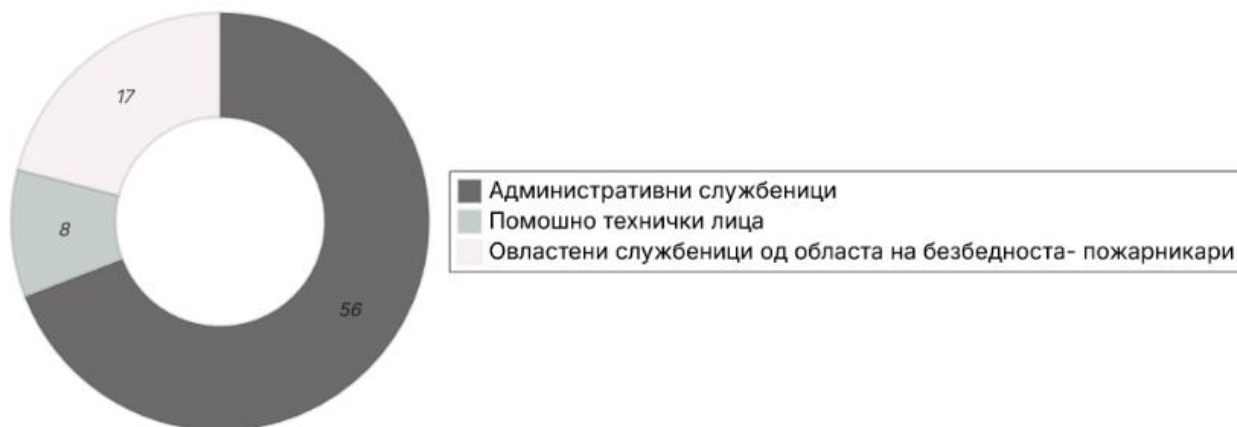 17
8
56
Административни службеници
Помошно технички лица
Овластени службеници од областа на безбедноста- пожарникари